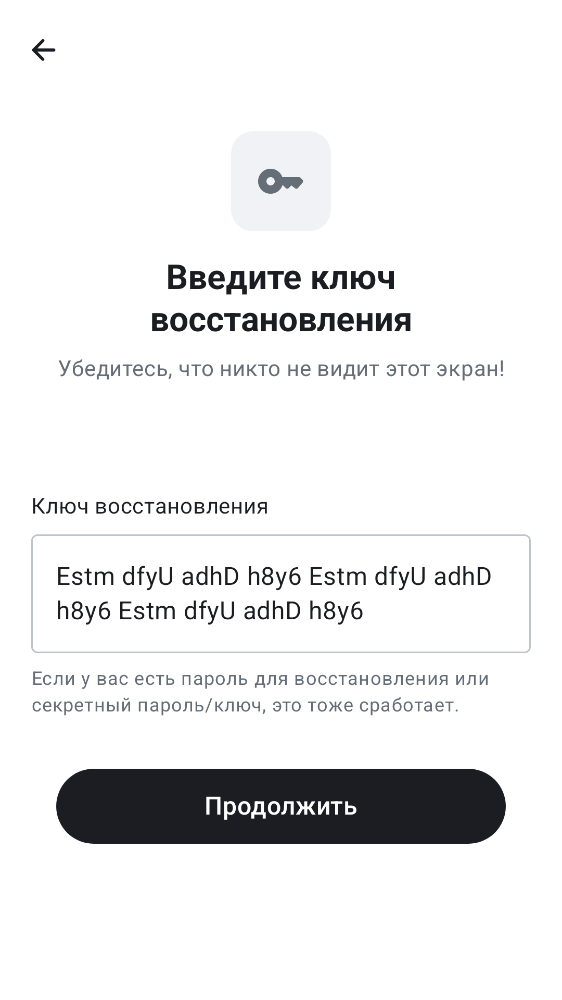 Введите ключ
восстановления
Убедитесь, что никто не видит этот экран!
Ключ восстановления
Estm dfyU adhD h8y6 Estm dfyU adhD
h8y6 Estm dfyU adhD h8y6
Если у вас есть пароль для восстановления или
секретный пароль/ключ, это тоже сработает.
Продолжить